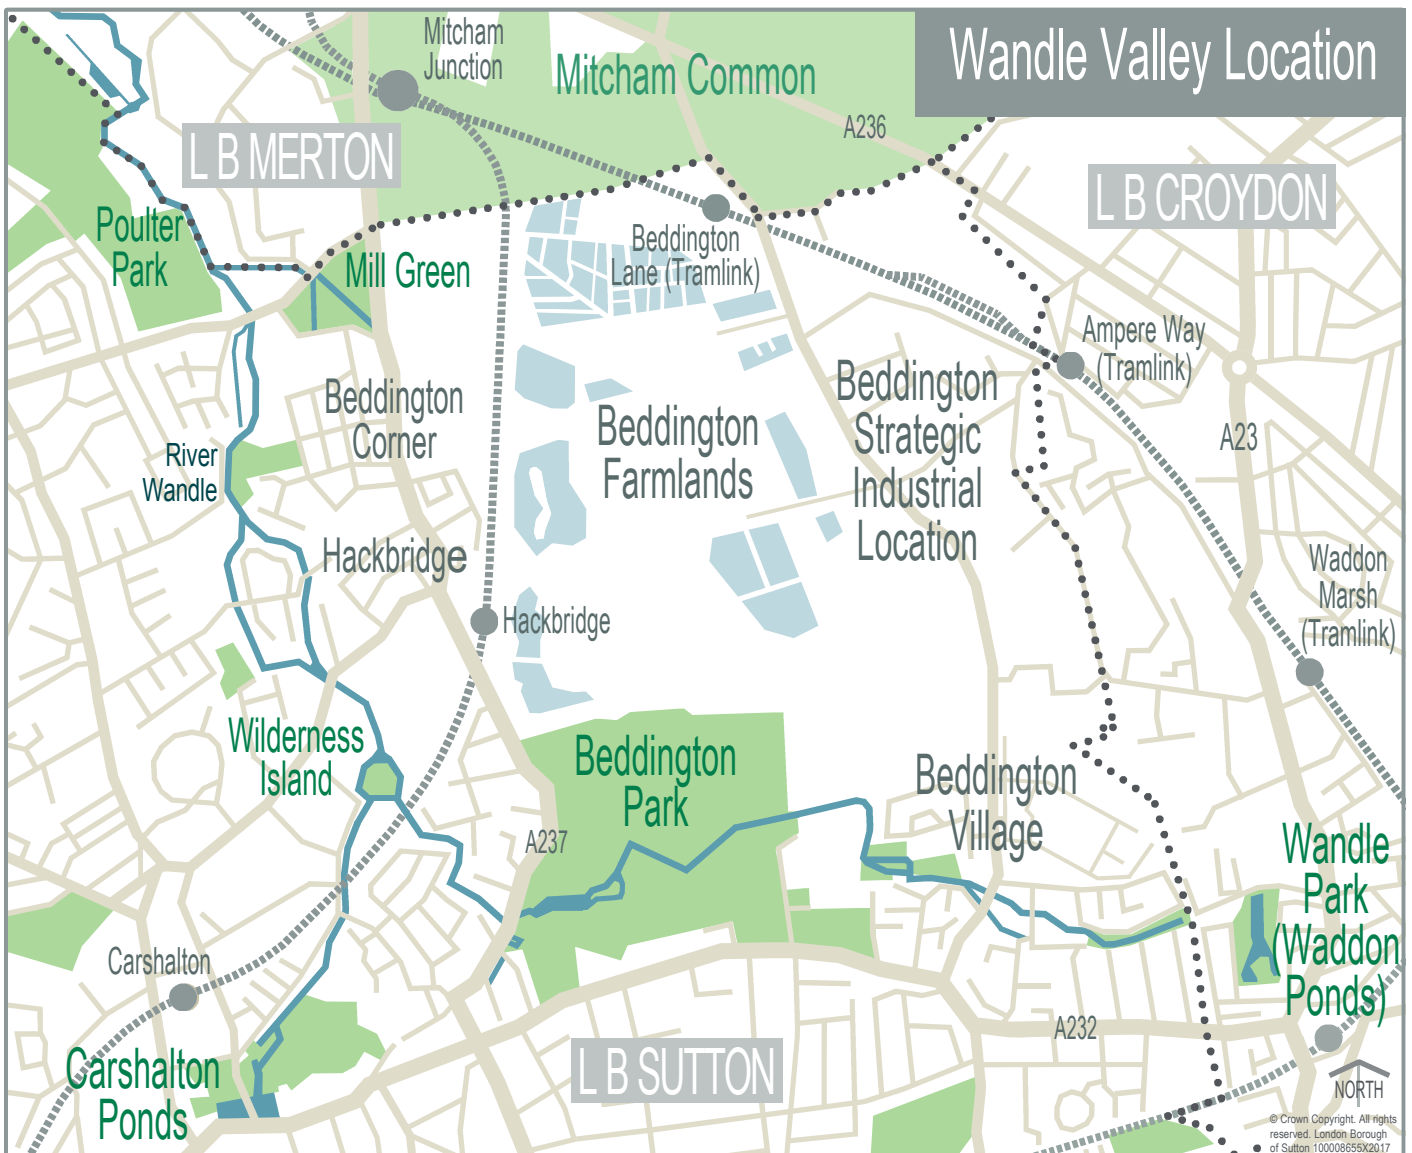 Wandle Valley Location
Mitcham
Junction
Mitcham Common
A236
L B MERTON
L B CROYDON
Poulter
Park
Mill Green
Beddington
Lane (Tramlink)
Ampere Way
(Tramlink)
Beddington
Corner
Beddington
Farmlands
Beddington
Strategic
Industrial
Location
A23
River
Wandle
Hackbridge
Hackbridge
Waddon
Marsh
(Tramlink)
Wilderness
Island
Beddington
Park
Beddington
Village
A237
Wandle
Park
(Waddon
Ponds)
Carshalton
A232
Carshalton
Ponds
L B SUTTON
NORTH
© Crown Copyright. All rights
reserved. London Borough
of Sutton 100008655X2017